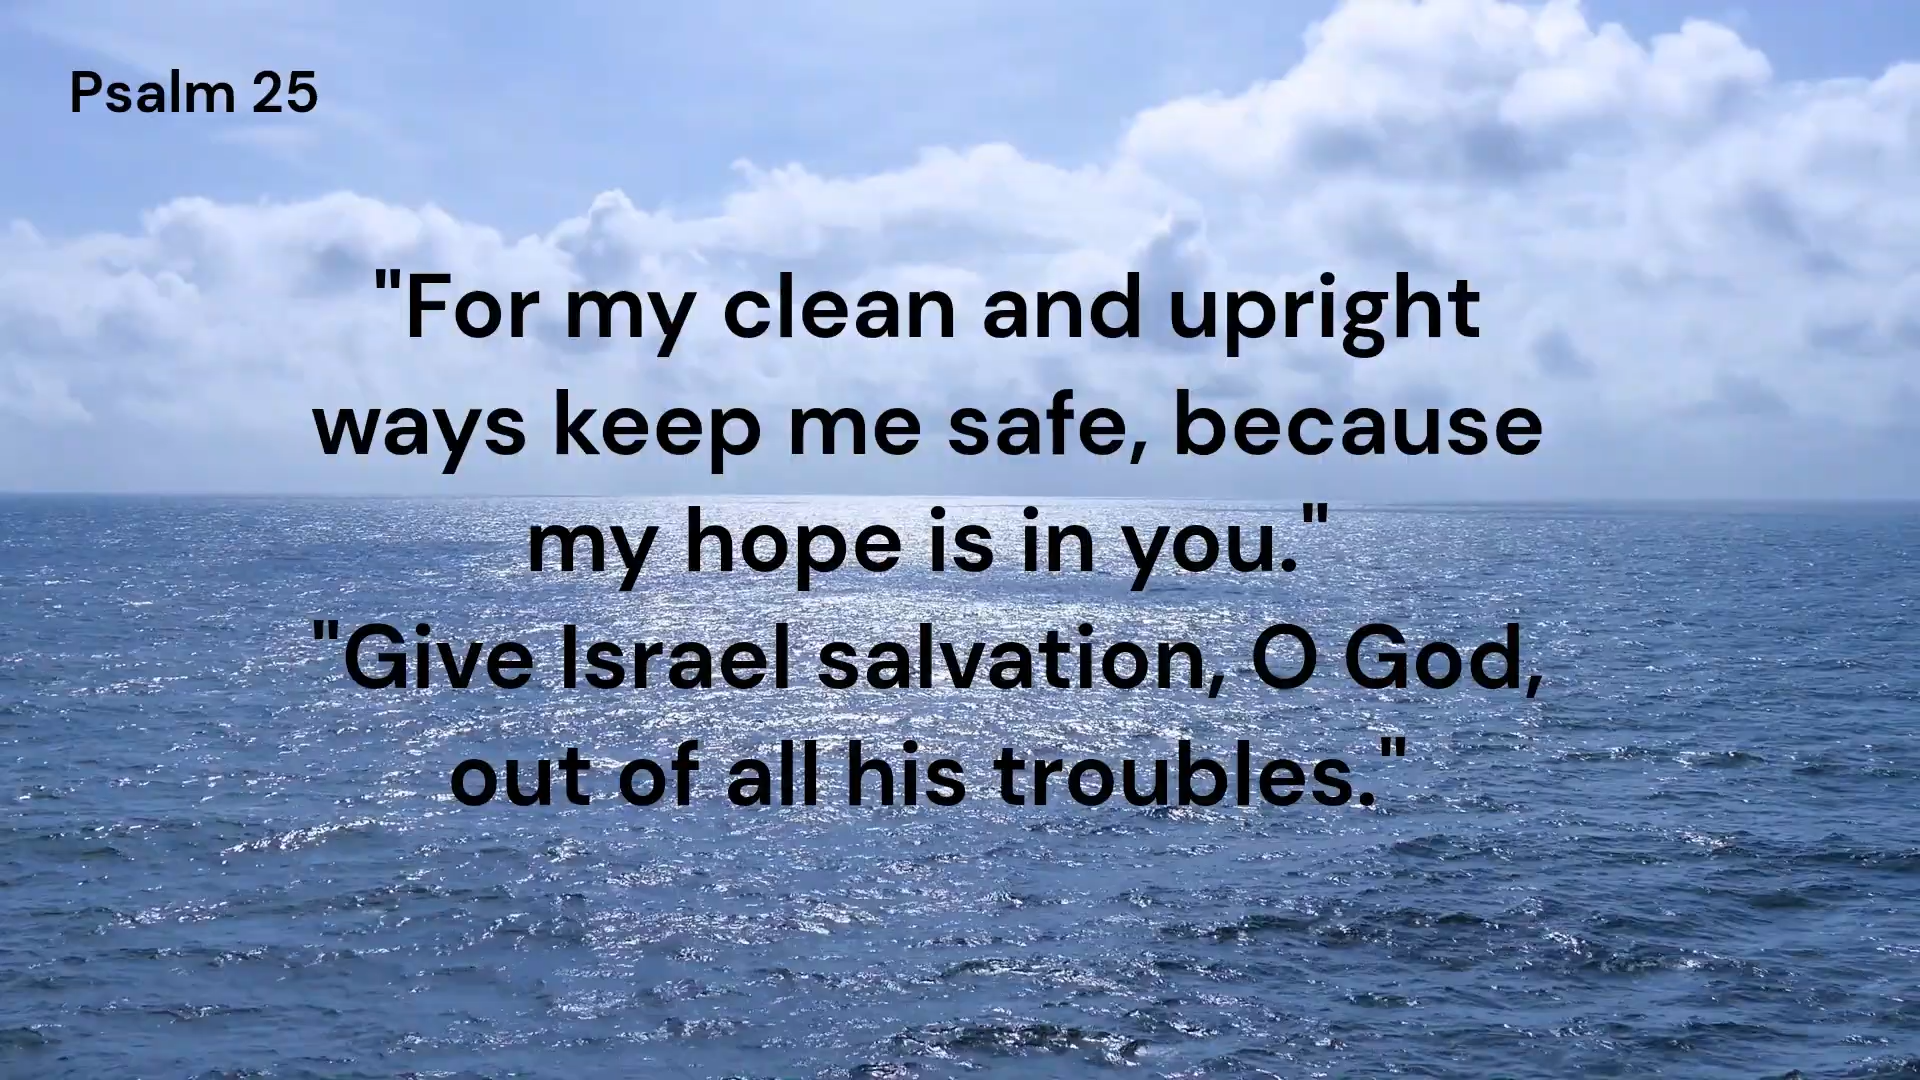 Psalm 25
"For my clean and upright
ways keep me safe, because
my hope is in you."
"Give Israel salvation, O God,
out of all his troubles."